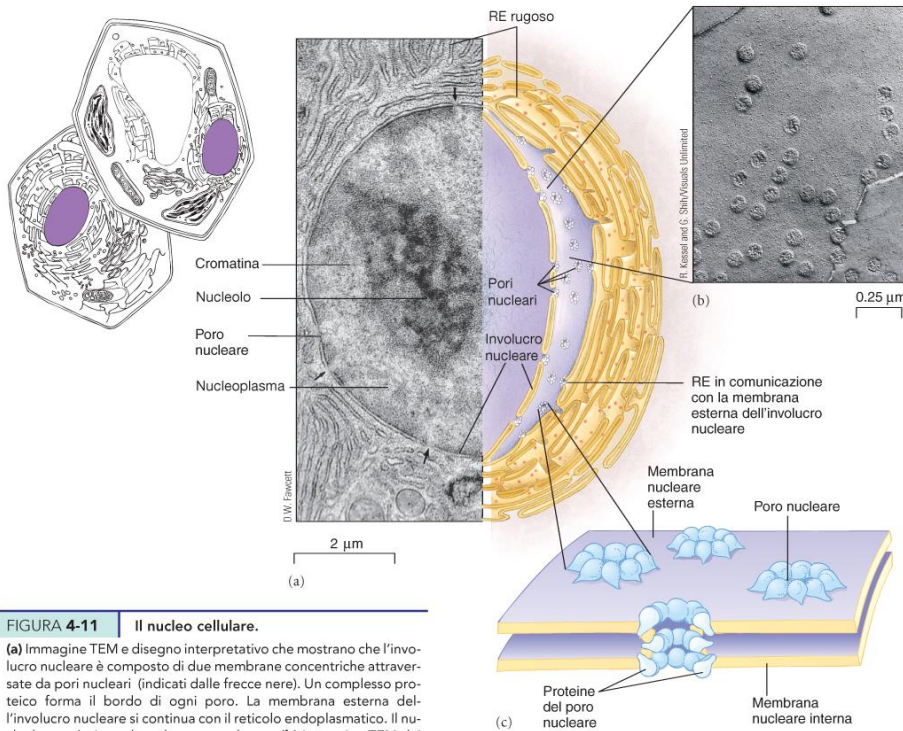 RE rugoso
R. Kessel and G. Shih/Visuals Unlimited
Cromatina
Nucleolo
Poro
nucleare
Nucleoplasma
Pori
nucleari
Involucro
nucleare
(b)
0.25 µm
RE in comunicazione
con la membrana
esterna dell'involucro
nucleare
D.W. Fawcett
2 µm
(a)
Membrana
nucleare
esterna
Poro nucleare
Proteine
del poro
nucleare
(c)
Membrana
nucleare interna
FIGURA 4-11 Il nucleo cellulare.
(a) Immagine TEM e disegno interpretativo che mostrano che l'invo-
lucro nucleare è composto di due membrane concentriche attraver-
sate da pori nucleari (indicati dalle frecce nere). Un complesso pro-
teico forma il bordo di ogni poro. La membrana esterna del-
l'involucro nucleare si continua con il reticolo endoplasmatico. Il nu-